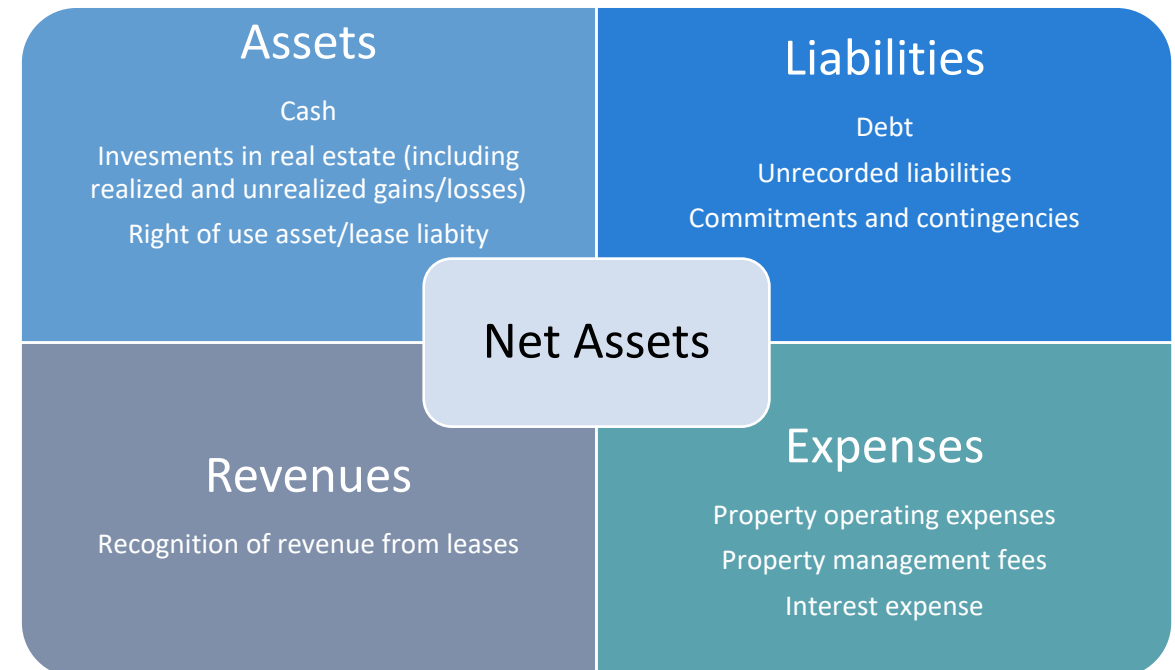 Assets
Cash
Invesments in real estate (including
realized and unrealized gains/losses)
Right of use asset/lease liabity
Liabilities
Debt
Unrecorded liabilities
Commitments and contingencies
Net Assets
Revenues
Recognition of revenue from leases
Expenses
Property operating expenses
Property management fees
Interest expense